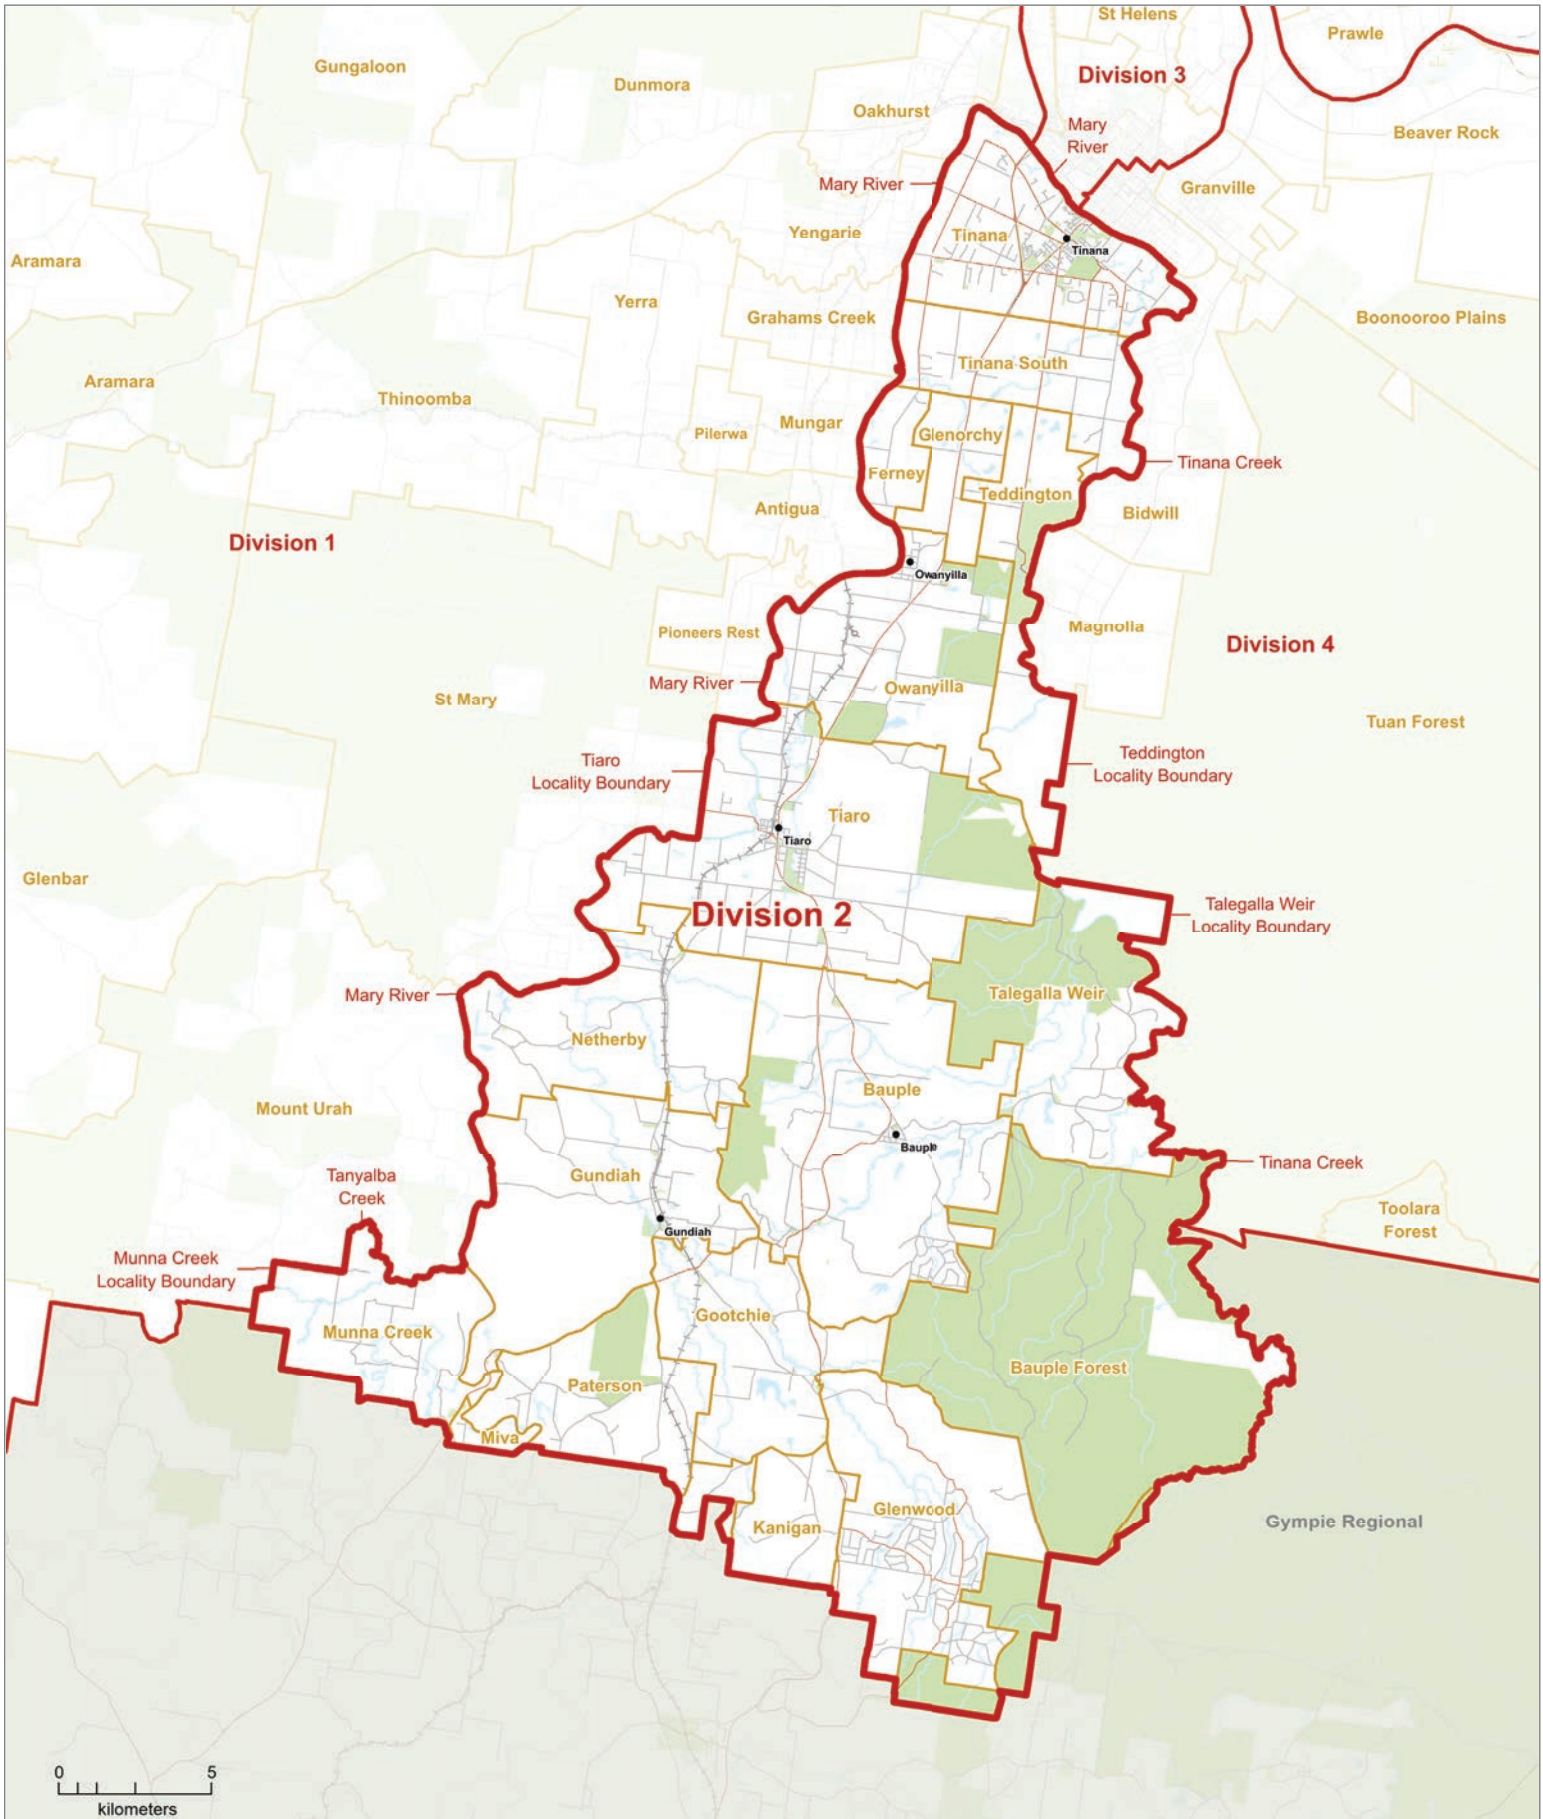 St Helens
Prawle
Gungaloon
Division 3
Dunmora
Oakhurst
Mary
River
Beaver Rock
Mary River
Granville
Yengarie
Tinana
Tinana
Aramara
Yerra
Grahams Creek
Boonooroo Plains
Tinana South
Aramara
Thinoomba
Mungar
Pilerwa
Glenorchy
Tinana Creek
Ferney
Teddington
Antigua
Bidwill
Division 1
Owanyilla
Pioneers Rest
Magnolia
Division 4
Mary River
Owanyilla
St Mary
Tuan Forest
Tiaro
Locality Boundary
Teddington
Locality Boundary
Tiaro
Tiaro
Glenbar
Division 2
Talegalla Weir
Locality Boundary
Mary River
Talegalla Weir
Netherby
Bauple
Mount Urah
Bauple
Tinana Creek
Gundiah
Tanyalba
Creek
Toolara
Forest
Gundiah
Munna Creek
Locality Boundary
Gootchie
Munna Creek
Bauple Forest
Paterson
Miva
Glenwood
Kanigan
Gympie Regional
0 5
kilometers